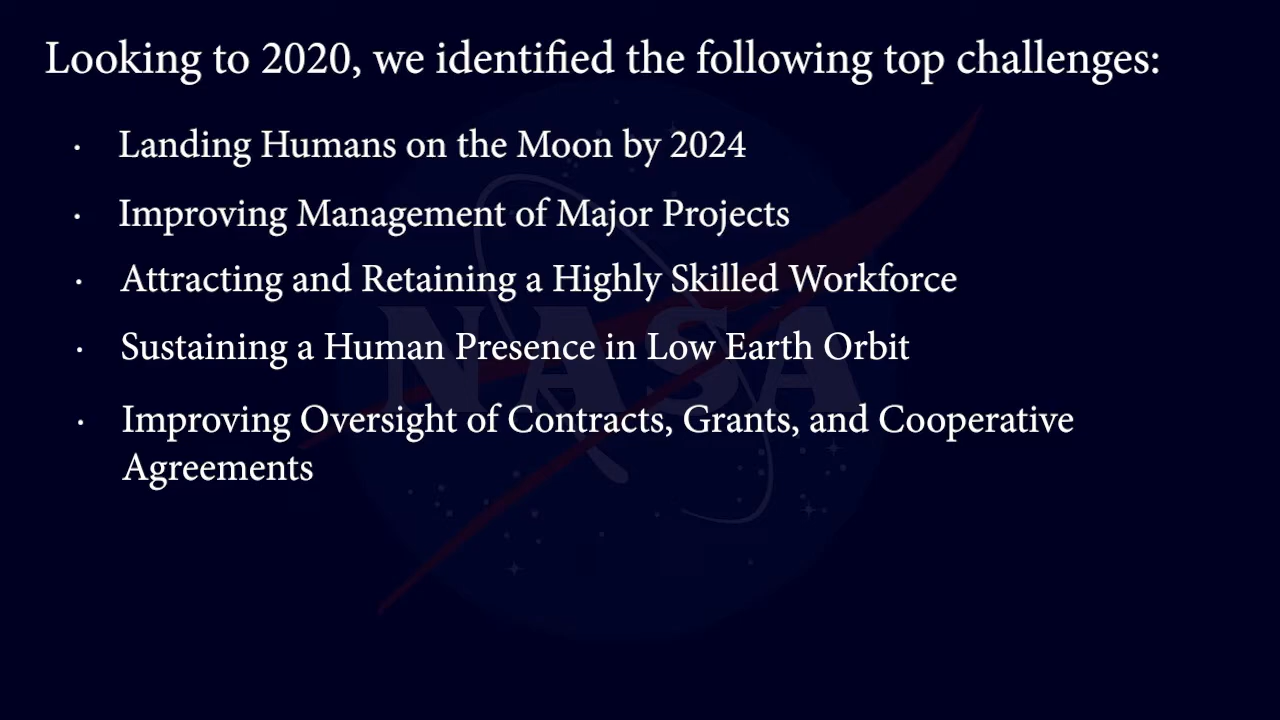 Looking to 2020, we identified the following top challenges:
· Landing Humans on the Moon by 2024
· Improving Management of Major Projects
· Attracting and Retaining a Highly Skilled Workforce
· Sustaining a Human Presence in Low Earth Orbit
· Improving Oversight of Contracts, Grants, and Cooperative
Agreements
NASA